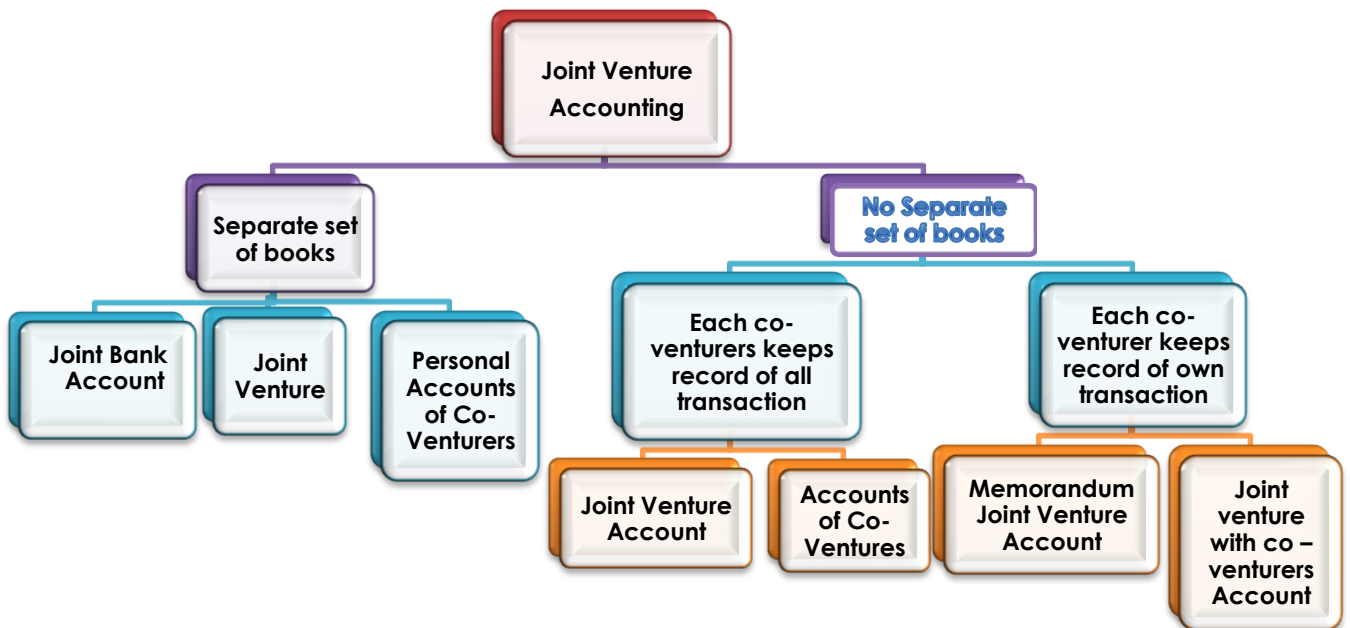 Joint Venture
Accounting
Separate set
of books
No Separate
set of books
Joint Bank
Account
Joint
Venture
Personal
Accounts
of Co-
Venturers
Each co-
venturers keeps
record of all
transaction
Each co-
venturer keeps
record of own
transaction
Joint Venture
Account
Accounts
of Co-
Ventures
Memorandum
Joint Venture
Account
Joint
venture
with co –
venturers
Account